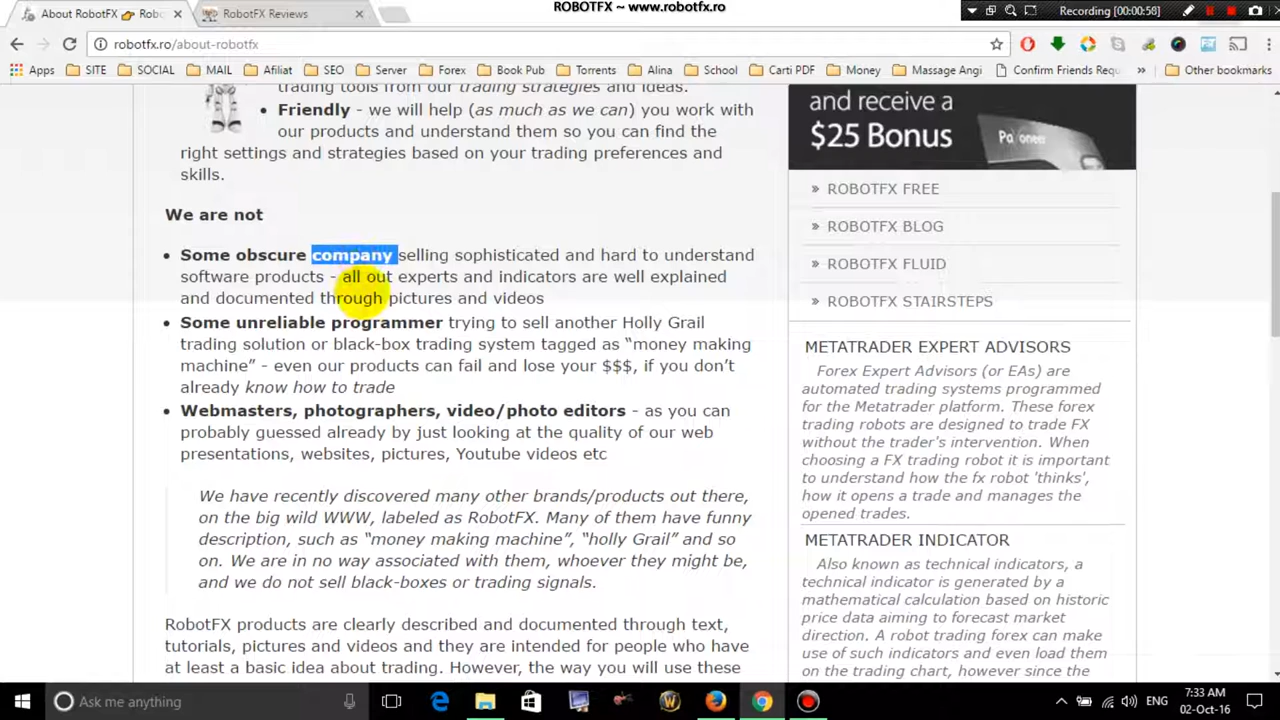 ROBOTFX ~ www.robotfx.ro
Recording [00:00:58]
About RobotFX 👉 Robo
RobotFX Reviews
robotfx.ro/about-robotfx
Apps SITE SOCIAL MAIL Afiliat SEO Server Forex Book Pub Torrents Alina School Carti PDF Money Massage Angi Confirm Friends Requ » Other bookmarks
trading tools from our trading strategies and ideas.
• Friendly - we will help (as much as we can) you work with
our products and understand them so you can find the
right settings and strategies based on your trading preferences and
skills.
We are not
• Some obscure company selling sophisticated and hard to understand
software products - all out experts and indicators are well explained
and documented through pictures and videos
• Some unreliable programmer trying to sell another Holly Grail
trading solution or black-box trading system tagged as “money making
machine” - even our products can fail and lose your $$$, if you don’t
already know how to trade
• Webmasters, photographers, video/photo editors - as you can
probably guessed already by just looking at the quality of our web
presentations, websites, pictures, Youtube videos etc
We have recently discovered many other brands/products out there,
on the big wild WWW, labeled as RobotFX. Many of them have funny
description, such as “money making machine”, “holly Grail” and so
on. We are in no way associated with them, whoever they might be,
and we do not sell black-boxes or trading signals.
RobotFX products are clearly described and documented through text,
tutorials, pictures and videos and they are intended for people who have
at least a basic idea about trading. However, the way you will use these
and receive a
$25 Bonus
» ROBOTFX FREE
» ROBOTFX BLOG
» ROBOTFX FLUID
» ROBOTFX STAIRSTEPS
METATRADER EXPERT ADVISORS
Forex Expert Advisors (or EAs) are
automated trading systems programmed
for the Metatrader platform. These forex
trading robots are designed to trade FX
without the trader's intervention. When
choosing a FX trading robot it is important
to understand how the fx robot 'thinks',
how it opens a trade and manages the
opened trades.
METATRADER INDICATOR
Also known as technical indicators, a
technical indicator is generated by a
mathematical calculation based on historic
price data aiming to forecast market
direction. A robot trading forex can make
use of such indicators and even load them
on the trading chart, however since the
Ask me anything
ENG
7:33 AM
02-Oct-16